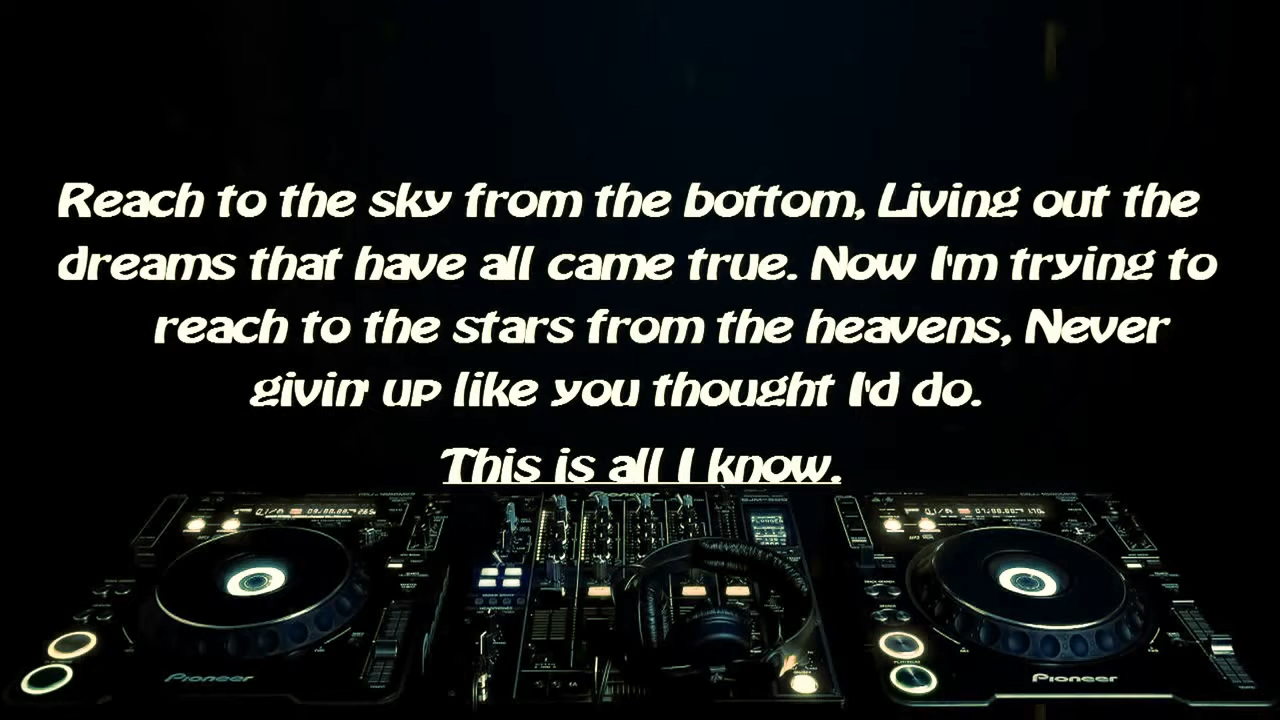 Reach to the sky from the bottom, Living out the
dreams that have all came true. Now I'm trying to
reach to the stars from the heavens, Never
givin' up like you thought I'd do.
This is all I know.
Pioneer
Pioneer
Pioneer